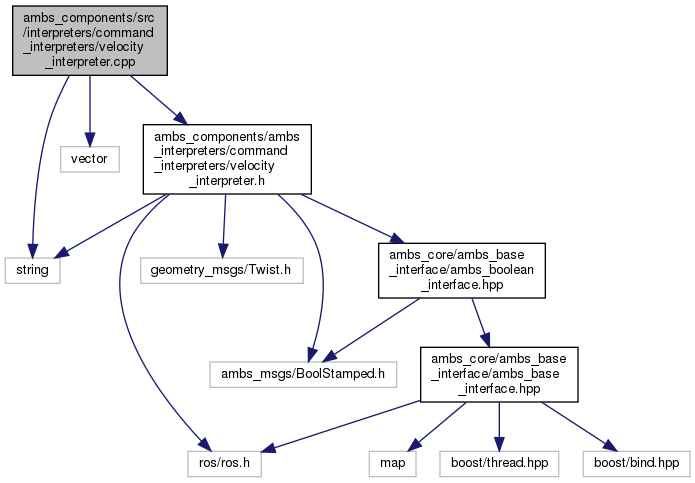 ambs_components/src
/interpreters/command
_interpreters/velocity
_interpreter.cpp
vector
ambs_components/ambs
_interpreters/command
_interpreters/velocity
_interpreter.h
string
geometry_msgs/Twist.h
ambs_core/ambs_base
_interface/ambs_boolean
_interface.hpp
ambs_msgs/BoolStamped.h
ambs_core/ambs_base
_interface/ambs_base
_interface.hpp
ros/ros.h
map
boost/thread.hpp
boost/bind.hpp